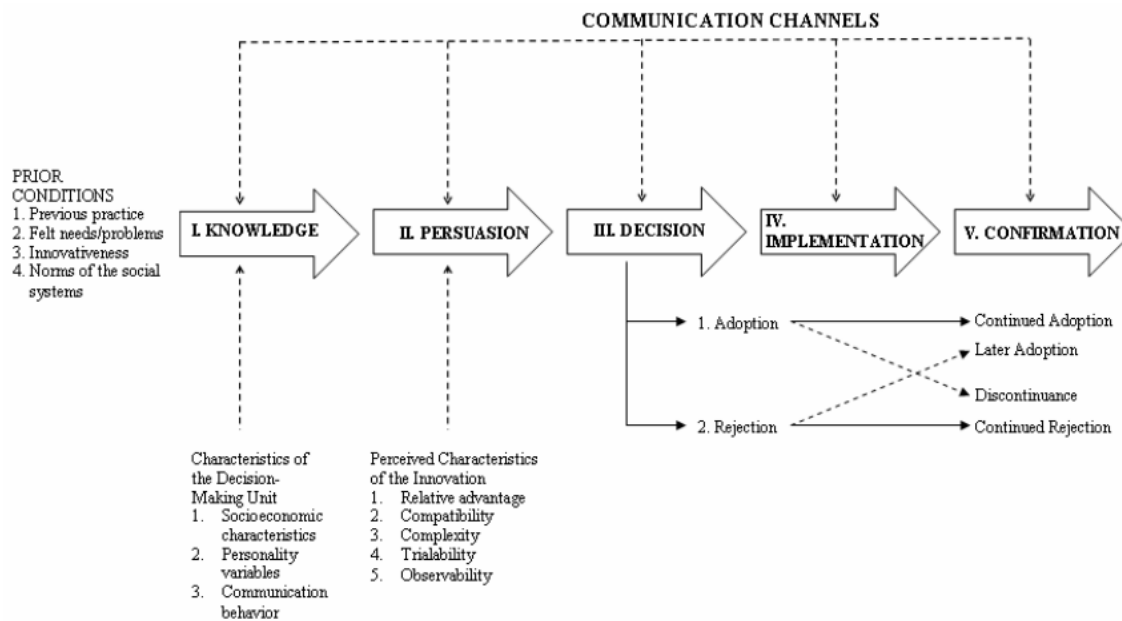 COMMUNICATION CHANNELS
PRIOR
CONDITIONS
1. Previous practice
2. Felt needs/problems
3. Innovativeness
4. Norms of the social
systems
I. KNOWLEDGE
II. PERSUASION
III. DECISION
IV.
IMPLEMENTATION
V. CONFIRMATION
1. Adoption
2. Rejection
Continued Adoption
Later Adoption
Discontinuance
Continued Rejection
Characteristics of
the Decision-
Making Unit
1. Socioeconomic
characteristics
2. Personality
variables
3. Communication
behavior
Perceived Characteristics
of the Innovation
1. Relative advantage
2. Compatibility
3. Complexity
4. Trialability
5. Observability